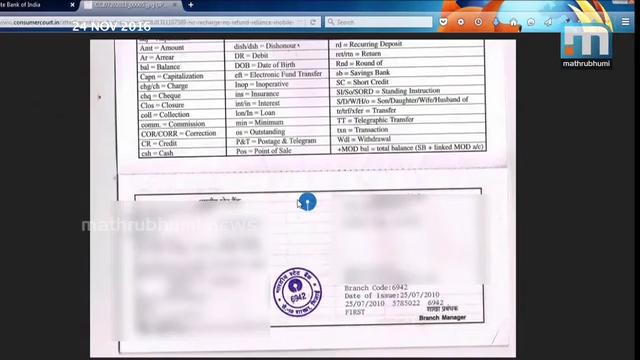 te Bank of India
www.consumercourt.in
24 NOV 2016
mathrubhumi
Amt = Amount
Ar = Arrear
bal = Balance
Capn = Capitalization
chg/ch = Charge
chq = Cheque
Clos = Closure
coll = Collection
comm. = Commission
COR/CORR = Correction
CR = Credit
csh = Cash
dish/dsh = Dishonour
DR = Debit
DOB = Date of Birth
eft = Electronic Fund Transfer
Inop = Inoperative
ins = Insurance
int/in = Interest
lon/In = Loan
min = Minimum
os = Outstanding
P&T = Postage & Telegram
Pos = Point of Sale
rd = Recurring Deposit
ret/rtn = Return
Rnd = Round of
sb = Savings Bank
SC = Short Credit
SI/So/SORD = Standing Instruction
S/D/W/H/o = Son/Daughter/Wife/Husband of
tr/trf/xfer = Transfer
TT = Telegraphic Transfer
txn = Transaction
Wdl = Withdrawal
+MOD bal = total balance (SB + linked MOD a/c)
mathrubhumi news
भारतीय स्टेट बैंक
6942
Branch Code:6942
Date of Issue:25/07/2010
25/07/2010 5785022 6942
FIRST
शाखा प्रबंधक
Branch Manager